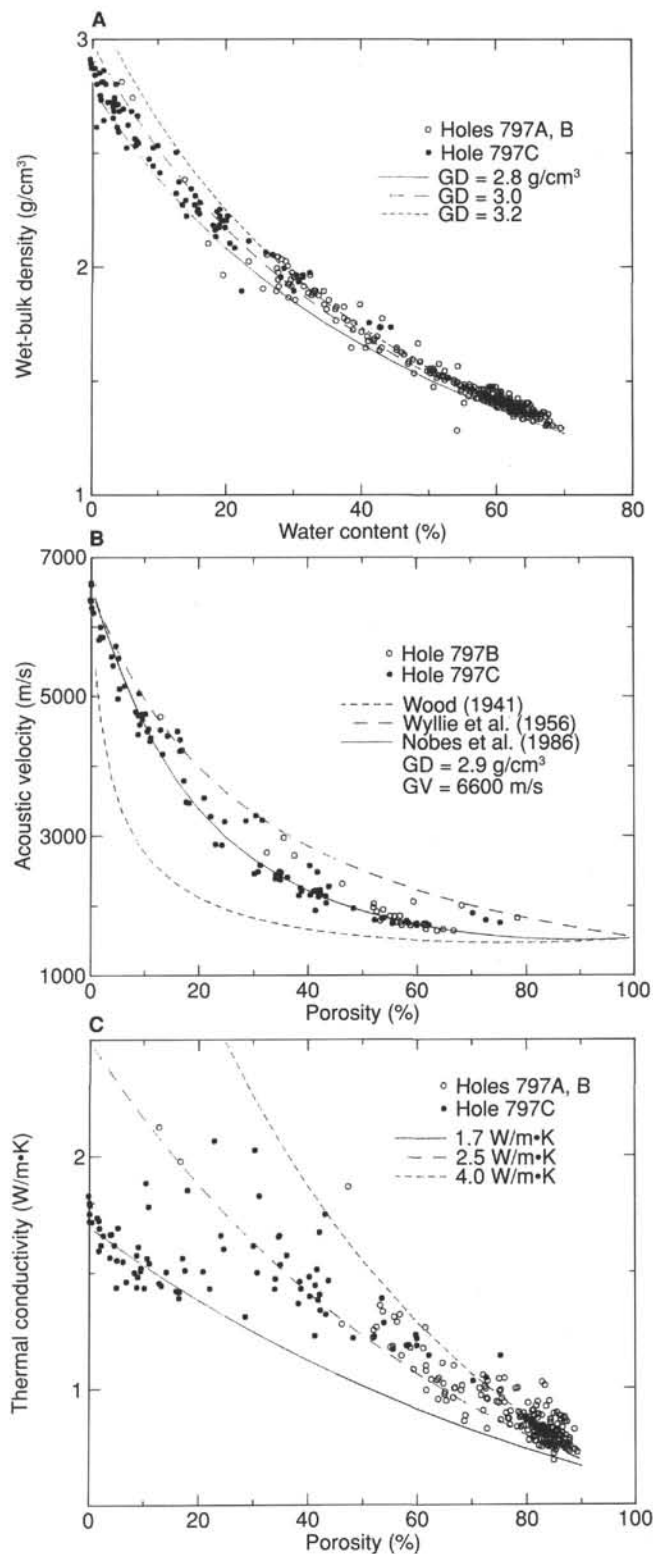 A
3
2
1
Wet-bulk density (g/cm³)
Holes 797A, B
Hole 797C
GD = 2.8 g/cm³
GD = 3.0
GD = 3.2
0 20 40 60 80
Water content (%)
B
7000
5000
3000
1000
Acoustic velocity (m/s)
Hole 797B
Hole 797C
Wood (1941)
Wyllie et al. (1956)
Nobes et al. (1986)
GD = 2.9 g/cm³
GV = 6600 m/s
0 20 40 60 80 100
Porosity (%)
C
2
1
Thermal conductivity (W/m•K)
Holes 797A, B
Hole 797C
1.7 W/m•K
2.5 W/m•K
4.0 W/m•K
0 20 40 60 80 100
Porosity (%)